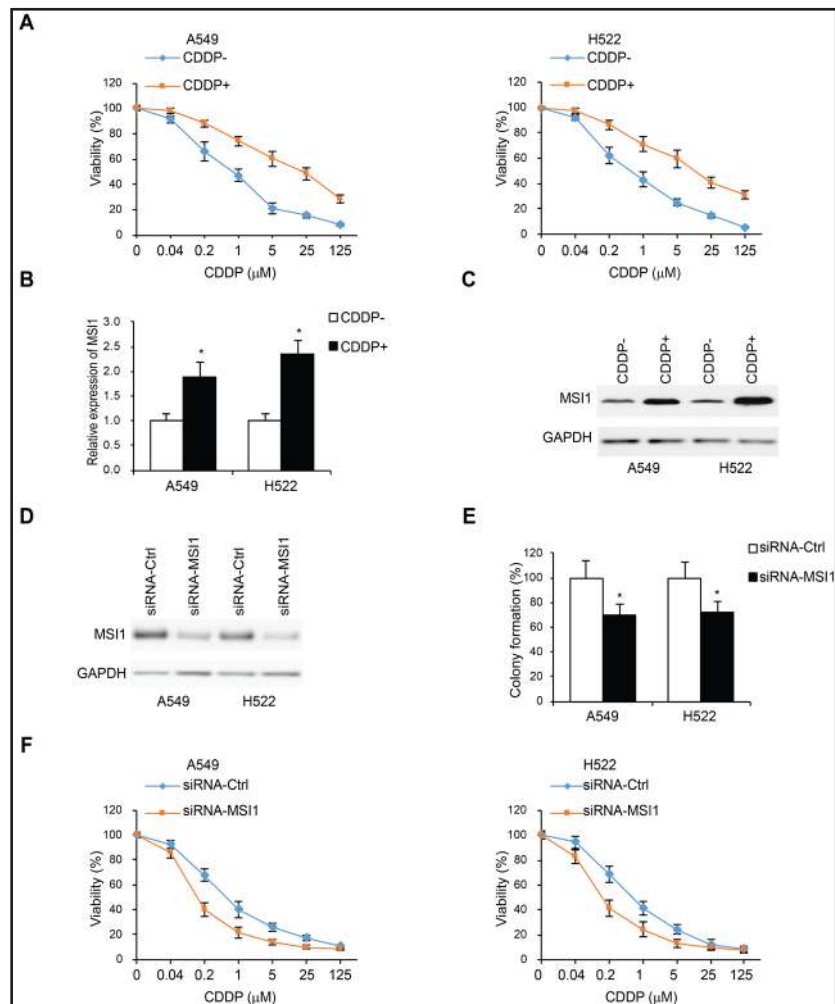 A
A549
CDDP-
CDDP+
120
100
80
60
40
20
0
Viability (%)
0 0.04 0.2 1 5 25 125
CDDP (μM)
H522
CDDP-
CDDP+
120
100
80
60
40
20
0
Viability (%)
0 0.04 0.2 1 5 25 125
CDDP (μM)
B
CDDP-
CDDP+
3.0
2.5
2.0
1.5
1.0
0.5
0.0
Relative expression of MSI1
* *
A549 H522
C
CDDP- CDDP+ CDDP- CDDP+
MSI1
GAPDH
A549 H522
D
siRNA-Ctrl siRNA-MSI1 siRNA-Ctrl siRNA-MSI1
MSI1
GAPDH
A549 H522
E
siRNA-Ctrl
siRNA-MSI1
120
100
80
60
40
20
0
Colony formation (%)
* *
A549 H522
F
A549
siRNA-Ctrl
siRNA-MSI1
120
100
80
60
40
20
0
Viability (%)
0 0.04 0.2 1 5 25 125
CDDP (μM)
H522
siRNA-Ctrl
siRNA-MSI1
120
100
80
60
40
20
0
Viability (%)
0 0.04 0.2 1 5 25 125
CDDP (μM)